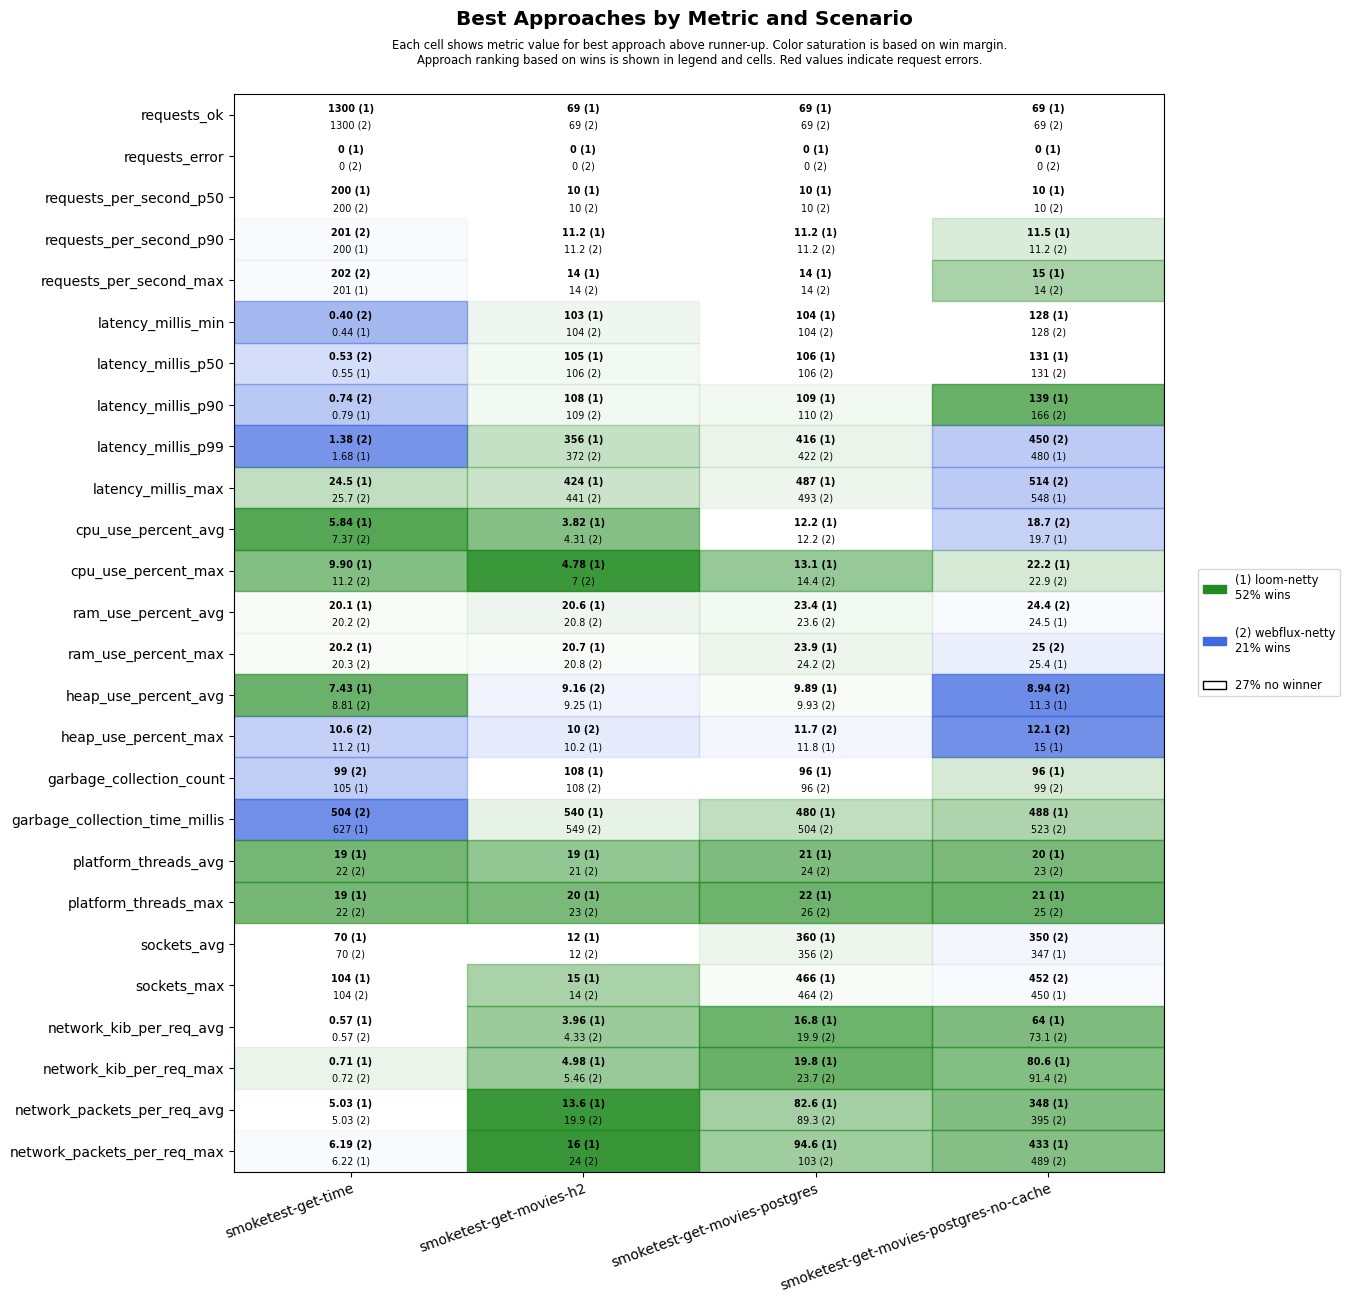 Best Approaches by Metric and Scenario
Each cell shows metric value for best approach above runner-up. Color saturation is based on win margin.
Approach ranking based on wins is shown in legend and cells. Red values indicate request errors.
requests_ok
1300 (1) 69 (1) 69 (1) 69 (1)
1300 (2) 69 (2) 69 (2) 69 (2)
requests_error
0 (1) 0 (1) 0 (1) 0 (1)
0 (2) 0 (2) 0 (2) 0 (2)
requests_per_second_p50
200 (1) 10 (1) 10 (1) 10 (1)
200 (2) 10 (2) 10 (2) 10 (2)
requests_per_second_p90
201 (2) 11.2 (1) 11.2 (1) 11.5 (1)
200 (1) 11.2 (2) 11.2 (2) 11.2 (2)
requests_per_second_max
202 (2) 14 (1) 14 (1) 15 (1)
201 (1) 14 (2) 14 (2) 14 (2)
latency_millis_min
0.40 (2) 103 (1) 104 (1) 128 (1)
0.44 (1) 104 (2) 104 (2) 128 (2)
latency_millis_p50
0.53 (2) 105 (1) 106 (1) 131 (1)
0.55 (1) 106 (2) 106 (2) 131 (2)
latency_millis_p90
0.74 (2) 108 (1) 109 (1) 139 (1)
0.79 (1) 109 (2) 110 (2) 166 (2)
latency_millis_p99
1.38 (2) 356 (1) 416 (1) 450 (2)
1.68 (1) 372 (2) 422 (2) 480 (1)
latency_millis_max
24.5 (1) 424 (1) 487 (1) 514 (2)
25.7 (2) 441 (2) 493 (2) 548 (1)
cpu_use_percent_avg
5.84 (1) 3.82 (1) 12.2 (1) 18.7 (2)
7.37 (2) 4.31 (2) 12.2 (2) 19.7 (1)
cpu_use_percent_max
9.90 (1) 4.78 (1) 13.1 (1) 22.2 (1)
11.2 (2) 7 (2) 14.4 (2) 22.9 (2)
ram_use_percent_avg
20.1 (1) 20.6 (1) 23.4 (1) 24.4 (2)
20.2 (2) 20.8 (2) 23.6 (2) 24.5 (1)
ram_use_percent_max
20.2 (1) 20.7 (1) 23.9 (1) 25 (2)
20.3 (2) 20.8 (2) 24.2 (2) 25.4 (1)
heap_use_percent_avg
7.43 (1) 9.16 (2) 9.89 (1) 8.94 (2)
8.81 (2) 9.25 (1) 9.93 (2) 11.3 (1)
heap_use_percent_max
10.6 (2) 10 (2) 11.7 (2) 12.1 (2)
11.2 (1) 10.2 (1) 11.8 (1) 15 (1)
garbage_collection_count
99 (2) 108 (1) 96 (1) 96 (1)
105 (1) 108 (2) 96 (2) 99 (2)
garbage_collection_time_millis
504 (2) 540 (1) 480 (1) 488 (1)
627 (1) 549 (2) 504 (2) 523 (2)
platform_threads_avg
19 (1) 19 (1) 21 (1) 20 (1)
22 (2) 21 (2) 24 (2) 23 (2)
platform_threads_max
19 (1) 20 (1) 22 (1) 21 (1)
22 (2) 23 (2) 26 (2) 25 (2)
sockets_avg
70 (1) 12 (1) 360 (1) 350 (2)
70 (2) 12 (2) 356 (2) 347 (1)
sockets_max
104 (1) 15 (1) 466 (1) 452 (2)
104 (2) 14 (2) 464 (2) 450 (1)
network_kib_per_req_avg
0.57 (1) 3.96 (1) 16.8 (1) 64 (1)
0.57 (2) 4.33 (2) 19.9 (2) 73.1 (2)
network_kib_per_req_max
0.71 (1) 4.98 (1) 19.8 (1) 80.6 (1)
0.72 (2) 5.46 (2) 23.7 (2) 91.4 (2)
network_packets_per_req_avg
5.03 (1) 13.6 (1) 82.6 (1) 348 (1)
5.03 (2) 19.9 (2) 89.3 (2) 395 (2)
network_packets_per_req_max
6.19 (2) 16 (1) 94.6 (1) 433 (1)
6.22 (1) 24 (2) 103 (2) 489 (2)
smoketest-get-time
smoketest-get-movies-h2
smoketest-get-movies-postgres
smoketest-get-movies-postgres-no-cache
(1) loom-netty
52% wins
(2) webflux-netty
21% wins
27% no winner